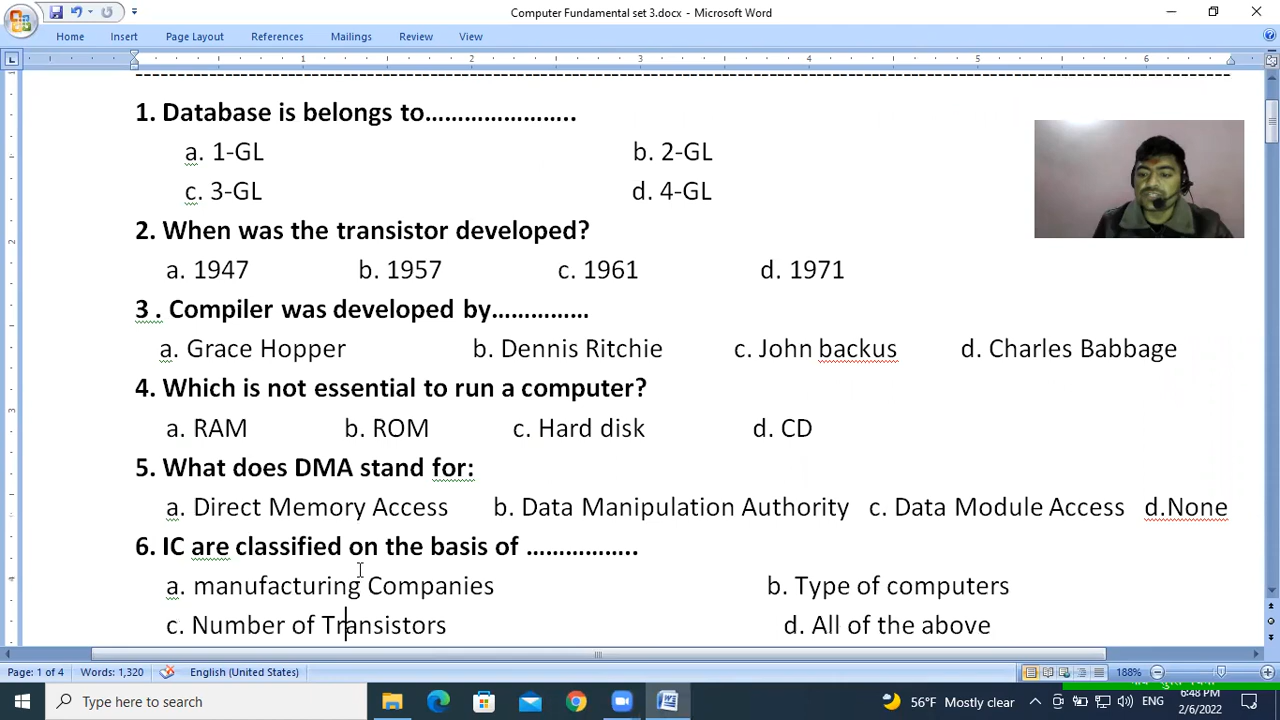 Computer Fundamental set 3.docx - Microsoft Word
Home Insert Page Layout References Mailings Review View
1 2 3 4 5 6
1. Database is belongs to.....................
a. 1-GL b. 2-GL
c. 3-GL d. 4-GL
2. When was the transistor developed?
a. 1947 b. 1957 c. 1961 d. 1971
3 . Compiler was developed by...............
a. Grace Hopper b. Dennis Ritchie c. John backus d. Charles Babbage
4. Which is not essential to run a computer?
a. RAM b. ROM c. Hard disk d. CD
5. What does DMA stand for:
a. Direct Memory Access b. Data Manipulation Authority c. Data Module Access d.None
6. IC are classified on the basis of .................
a. manufacturing Companies b. Type of computers
c. Number of Transistors d. All of the above
Page: 1 of 4 Words: 1,320 English (United States) 188%
Type here to search 56°F Mostly clear ENG 6:48 PM
2/6/2022